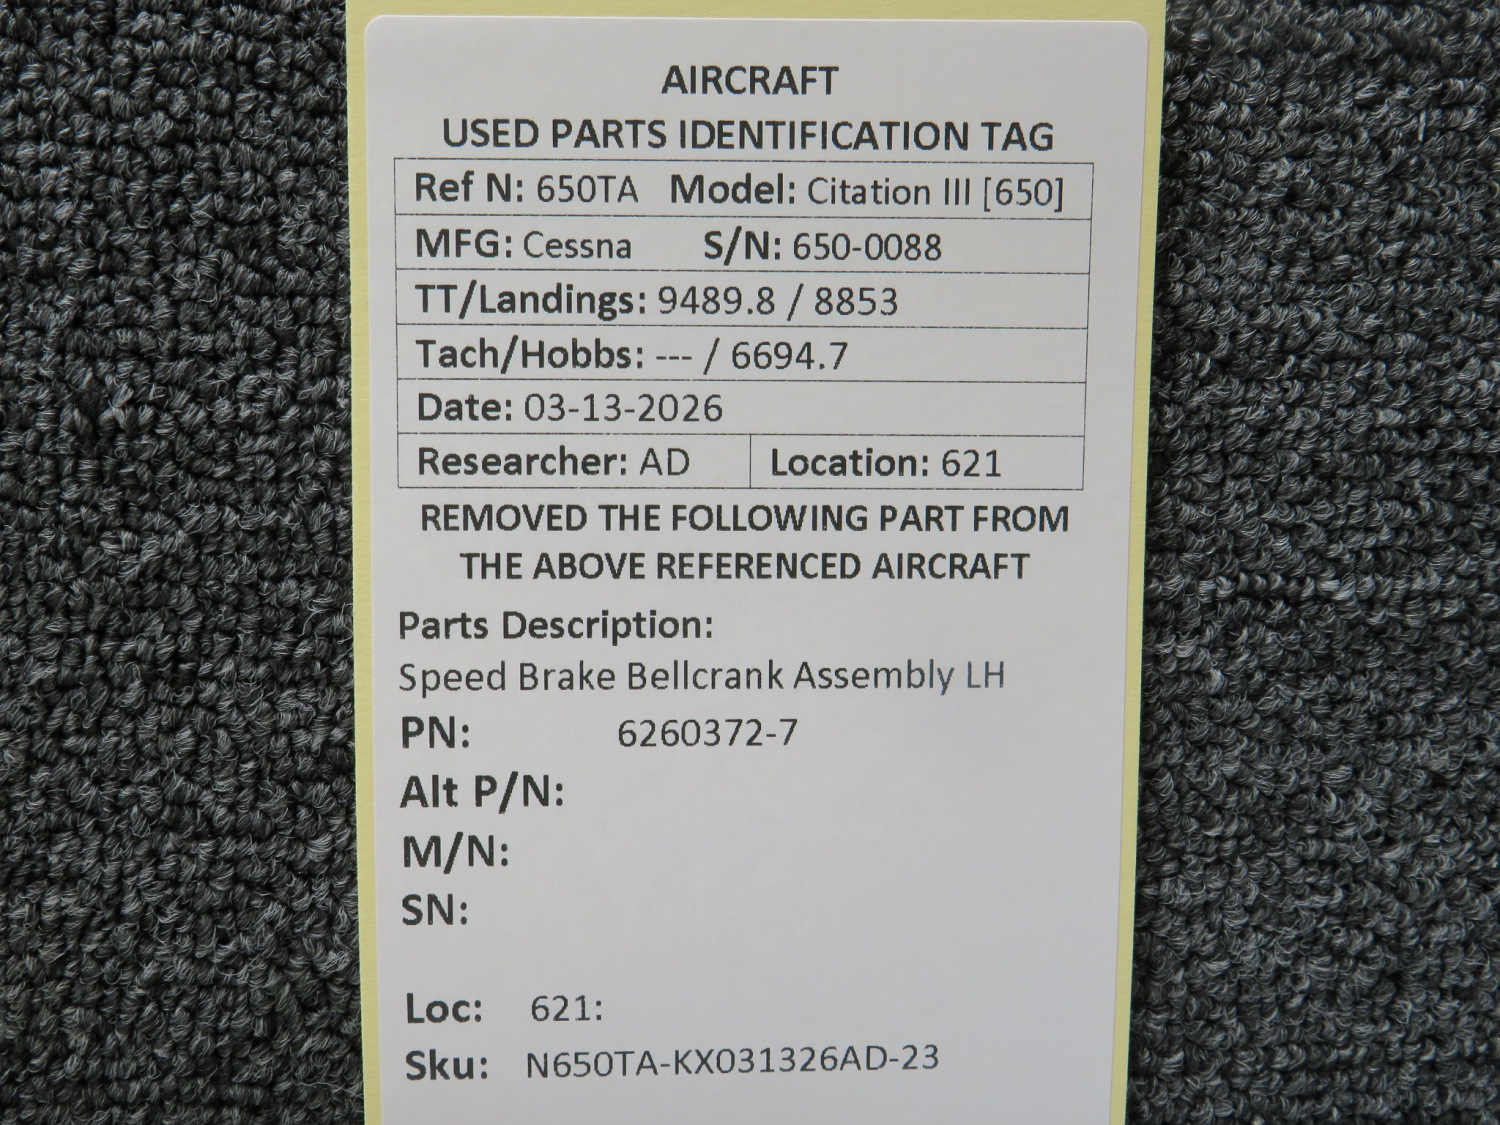 AIRCRAFT
USED PARTS IDENTIFICATION TAG
Ref N: 650TA Model: Citation III [650]
MFG: Cessna S/N: 650-0088
TT/Landings: 9489.8 / 8853
Tach/Hobbs: --- / 6694.7
Date: 03-13-2026
Researcher: AD Location: 621
REMOVED THE FOLLOWING PART FROM
THE ABOVE REFERENCED AIRCRAFT
Parts Description:
Speed Brake Bellcrank Assembly LH
PN: 6260372-7
Alt P/N:
M/N:
SN:
Loc: 621:
Sku: N650TA-KX031326AD-23